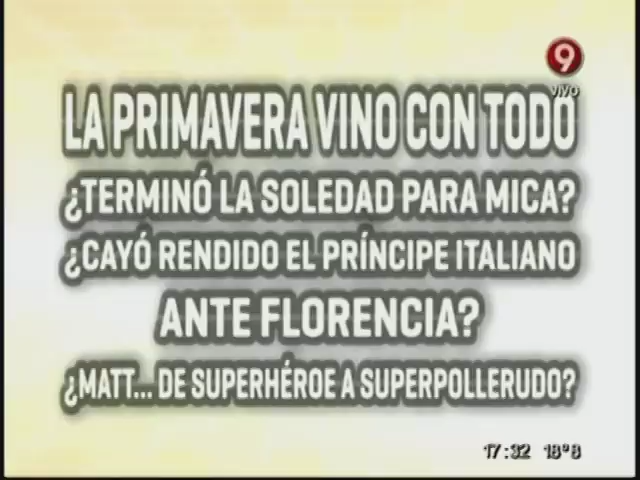 9
VIVO
LA PRIMAVERA VINO CON TODO
¿TERMINÓ LA SOLEDAD PARA MICA?
¿CAYÓ RENDIDO EL PRÍNCIPE ITALIANO
ANTE FLORENCIA?
¿MATT... DE SUPERHÉROE A SUPERPOLLERUDO?
17:32 18°8